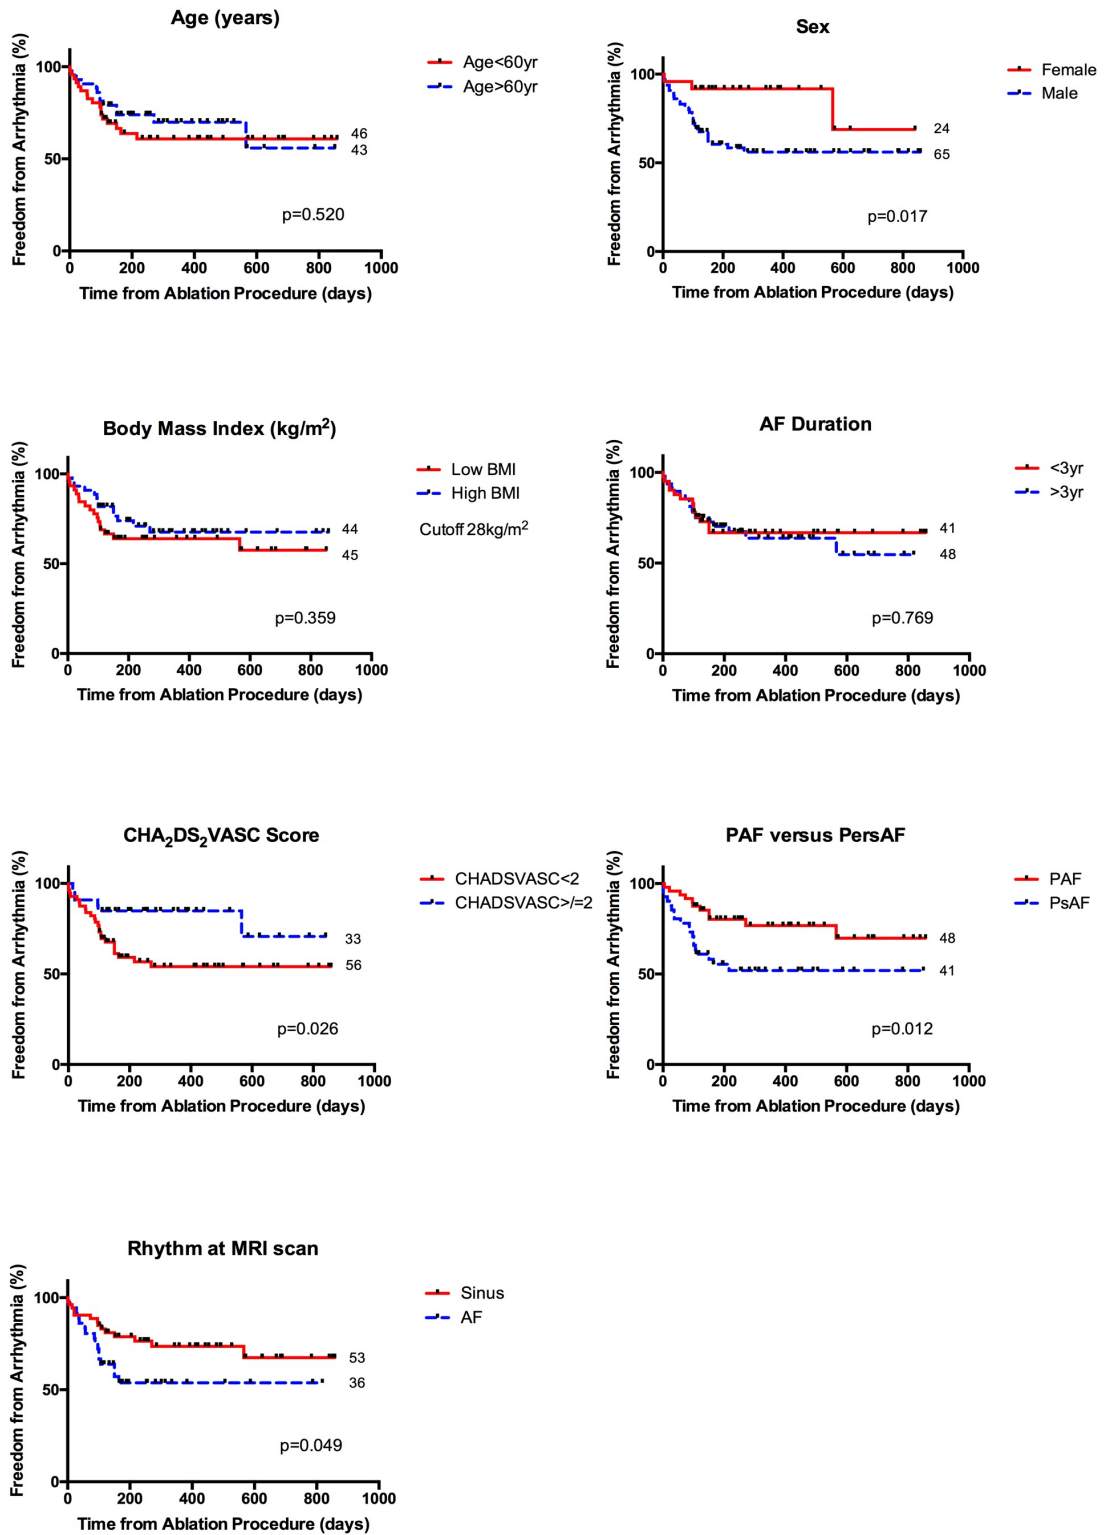 Age (years)
Freedom from Arrhythmia (%)
100
50
0
0 200 400 600 800 1000
Time from Ablation Procedure (days)
Age<60yr
Age>60yr
46
43
p=0.520
Sex
Freedom from Arrhythmia (%)
100
50
0
0 200 400 600 800 1000
Time from Ablation Procedure (days)
Female
Male
24
65
p=0.017
Body Mass Index (kg/m²)
Freedom from Arrhythmia (%)
100
50
0
0 200 400 600 800 1000
Time from Ablation Procedure (days)
Low BMI
High BMI
Cutoff 28kg/m²
44
45
p=0.359
AF Duration
Freedom from Arrhythmia (%)
100
50
0
0 200 400 600 800 1000
Time from Ablation Procedure (days)
<3yr
>3yr
41
48
p=0.769
CHA₂DS₂VASC Score
Freedom from Arrhythmia (%)
100
50
0
0 200 400 600 800 1000
Time from Ablation Procedure (days)
CHADSVASC<2
CHADSVASC>/=2
33
56
p=0.026
PAF versus PersAF
Freedom from Arrhythmia (%)
100
50
0
0 200 400 600 800 1000
Time from Ablation Procedure (days)
PAF
PsAF
48
41
p=0.012
Rhythm at MRI scan
Freedom from Arrhythmia (%)
100
50
0
0 200 400 600 800 1000
Time from Ablation Procedure (days)
Sinus
AF
53
36
p=0.049